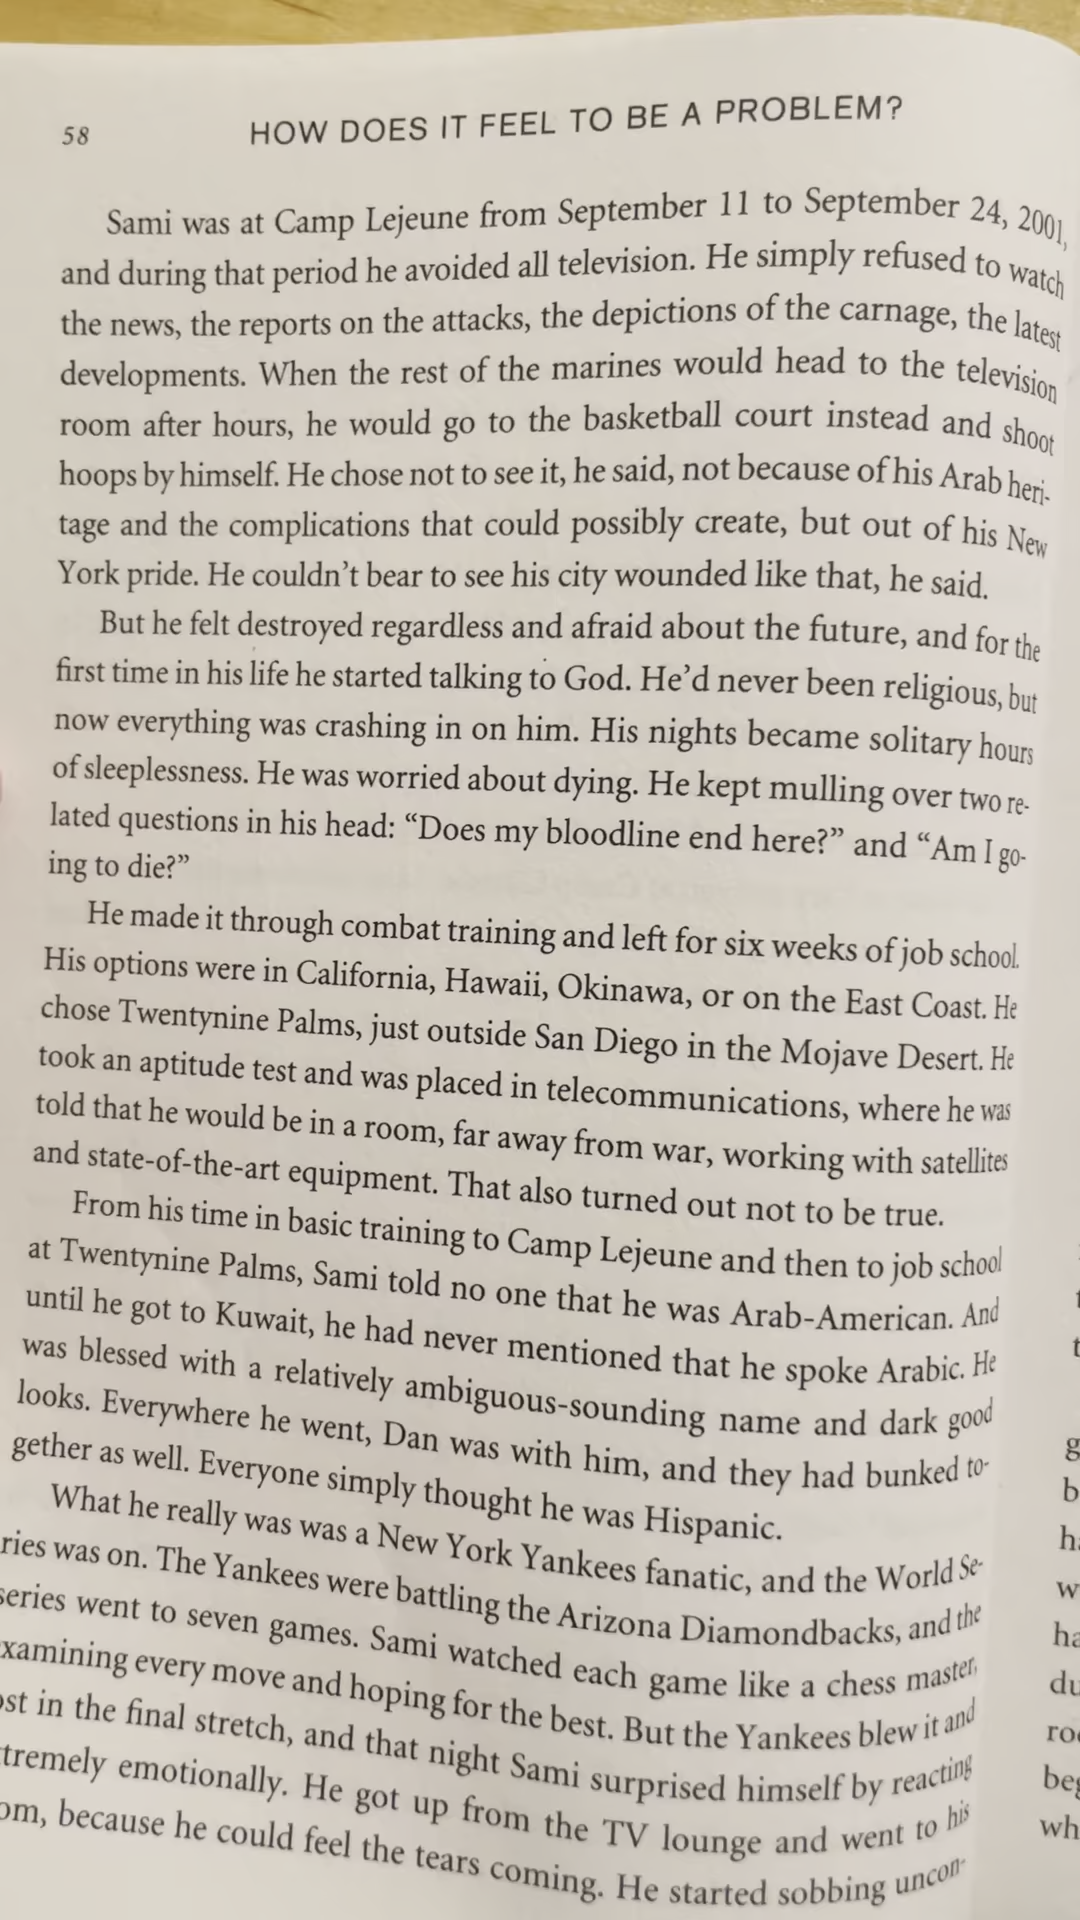 58
HOW DOES IT FEEL TO BE A PROBLEM?
Sami was at Camp Lejeune from September 11 to September 24, 2001,
and during that period he avoided all television. He simply refused to watch
the news, the reports on the attacks, the depictions of the carnage, the latest
developments. When the rest of the marines would head to the television
room after hours, he would go to the basketball court instead and shoot
hoops by himself. He chose not to see it, he said, not because of his Arab heri-
tage and the complications that could possibly create, but out of his New
York pride. He couldn’t bear to see his city wounded like that, he said.
But he felt destroyed regardless and afraid about the future, and for the
first time in his life he started talking to God. He’d never been religious, but
now everything was crashing in on him. His nights became solitary hours
of sleeplessness. He was worried about dying. He kept mulling over two re-
lated questions in his head: “Does my bloodline end here?” and “Am I go-
ing to die?”
He made it through combat training and left for six weeks of job school.
His options were in California, Hawaii, Okinawa, or on the East Coast. He
chose Twentynine Palms, just outside San Diego in the Mojave Desert. He
took an aptitude test and was placed in telecommunications, where he was
told that he would be in a room, far away from war, working with satellites
and state-of-the-art equipment. That also turned out not to be true.
From his time in basic training to Camp Lejeune and then to job school
at Twentynine Palms, Sami told no one that he was Arab-American. And
until he got to Kuwait, he had never mentioned that he spoke Arabic. He
was blessed with a relatively ambiguous-sounding name and dark good
looks. Everywhere he went, Dan was with him, and they had bunked to-
gether as well. Everyone simply thought he was Hispanic.
What he really was was a New York Yankees fanatic, and the World Se-
ries was on. The Yankees were battling the Arizona Diamondbacks, and the
series went to seven games. Sami watched each game like a chess master,
xamining every move and hoping for the best. But the Yankees blew it and
ost in the final stretch, and that night Sami surprised himself by reacting
tremely emotionally. He got up from the TV lounge and went to his
om, because he could feel the tears coming. He started sobbing uncon-